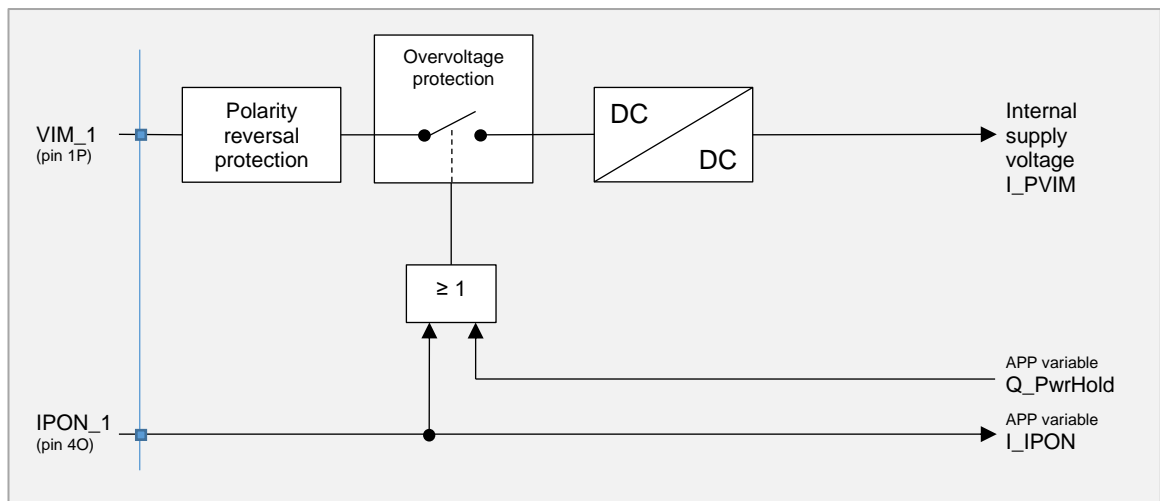 Overvoltage
protection
Polarity
reversal
protection
DC
DC
VIM_1
(pin 1P)
Internal
supply
voltage
I_PVIM
≥ 1
APP variable
Q_PwrHold
IPON_1
(pin 4O)
APP variable
I_IPON